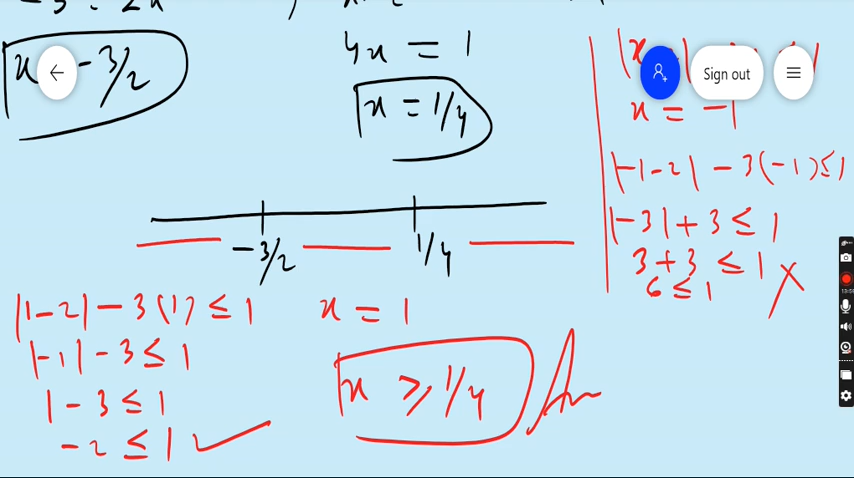 x
- 3/2
4x = 1
x = 1/4
Sign out
x = -1
|-1-2| - 3(-1) ≤ 1
|-3| + 3 ≤ 1
3 + 3 ≤ 1
6 ≤ 1
-3/2
1/4
|1-2| - 3(1) ≤ 1
x = 1
|-1| - 3 ≤ 1
1 - 3 ≤ 1
-2 ≤ 1
x ≥ 1/4